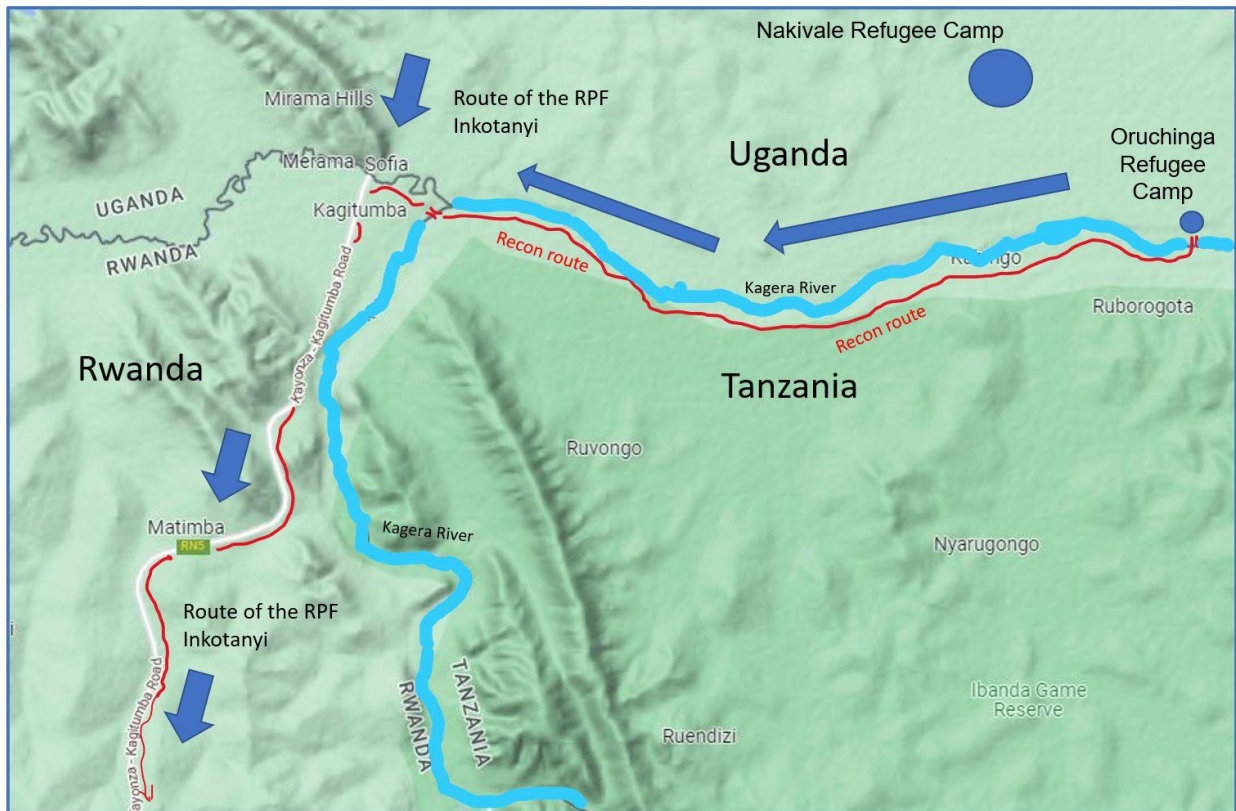 Nakivale Refugee Camp
Mirama Hills
Route of the RPF
Inkotanyi
Uganda
Oruchinga
Refugee
Camp
Merama
Sofia
UGANDA
RWANDA
Kagitumba
Recon route
Kagera River
Recon route
Ruborogota
Kayonza - Kagitumba Road
Rwanda
Tanzania
Ruvongo
Matimba
RN5
Kagera River
Nyarugongo
Route of the RPF
Inkotanyi
TANZANIA
RWANDA
Ibanda Game
Reserve
Ruendizi
Kagitumba Road